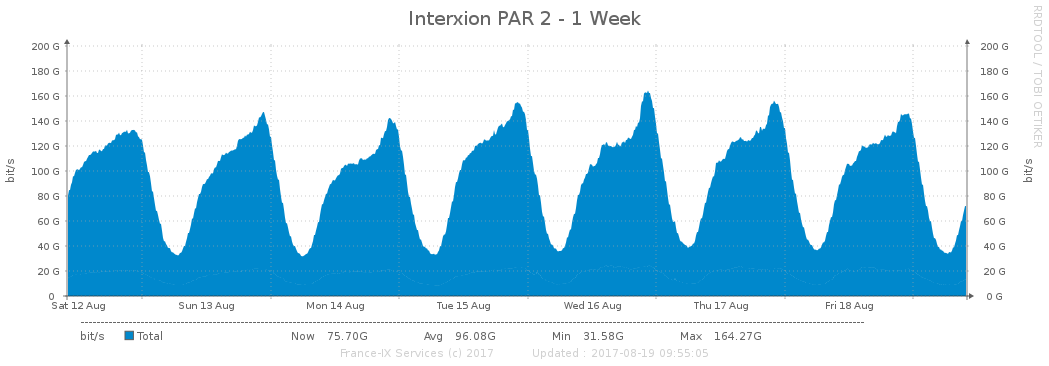 Interxion PAR 2 - 1 Week
RRDTOOL / TOBI OETIKER
bit/s
200 G
180 G
160 G
140 G
120 G
100 G
80 G
60 G
40 G
20 G
0
200 G
180 G
160 G
140 G
120 G
100 G
80 G
60 G
40 G
20 G
0 G
bit/s
Sat 12 Aug Sun 13 Aug Mon 14 Aug Tue 15 Aug Wed 16 Aug Thu 17 Aug Fri 18 Aug
bit/s Total Now 75.70G Avg 96.08G Min 31.58G Max 164.27G
France-IX Services (c) 2017 Updated : 2017-08-19 09:55:05